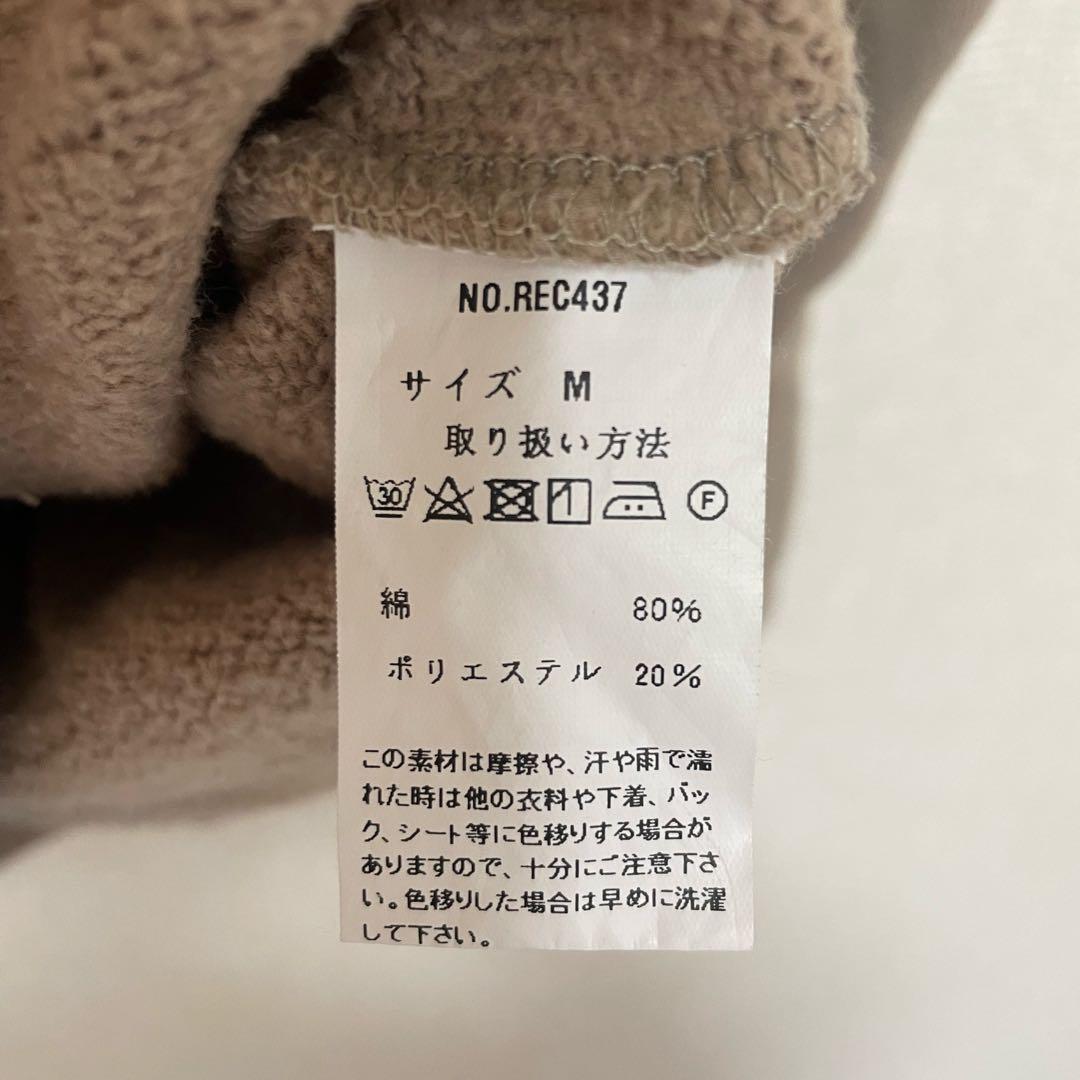 NO.REC437
サイズ M
取り扱い方法
30 F
綿 80%
ポリエステル 20%
この素材は摩擦や、汗や雨で濡
れた時は他の衣料や下着、バッ
ク、シート等に色移りする場合が
ありますので、十分にご注意下さ
い。色移りした場合は早めに洗濯
して下さい。